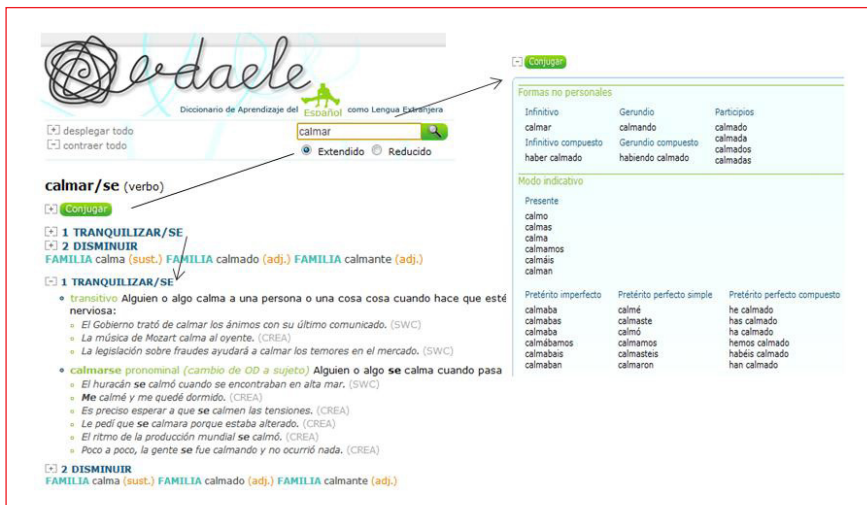 daele
Diccionario de Aprendizaje del Español como Lengua Extranjera
[+] desplegar todo
[-] contraer todo
calmar
Extendido Reducido
calmar/se (verbo)
[+] Conjugar
[+] 1 TRANQUILIZAR/SE
[+] 2 DISMINUIR
FAMILIA calma (sust.) FAMILIA calmado (adj.) FAMILIA calmante (adj.)
[-] 1 TRANQUILIZAR/SE
transitivo Alguien o algo calma a una persona o una cosa cosa cuando hace que esté
nerviosa:
El Gobierno trató de calmar los ánimos con su último comunicado. (SWC)
La música de Mozart calma al oyente. (CREA)
La legislación sobre fraudes ayudará a calmar los temores en el mercado. (SWC)
calmarse pronominal (cambio de OD a sujeto) Alguien o algo se calma cuando pasa
El huracán se calmó cuando se encontraban en alta mar. (SWC)
Me calmé y me quedé dormido. (CREA)
Es preciso esperar a que se calmen las tensiones. (CREA)
Le pedí que se calmara porque estaba alterado. (CREA)
El ritmo de la producción mundial se calmó. (CREA)
Poco a poco, la gente se fue calmando y no ocurrió nada. (CREA)
[+] 2 DISMINUIR
FAMILIA calma (sust.) FAMILIA calmado (adj.) FAMILIA calmante (adj.)
[-] Conjugar
Formas no personales
Infinitivo Gerundio Participios
calmar calmando calmado
calmada
Infinitivo compuesto Gerundio compuesto calmados
haber calmado habiendo calmado calmadas
Modo indicativo
Presente
calmo
calmas
calma
calmamos
calmáis
calman
Pretérito imperfecto Pretérito perfecto simple Pretérito perfecto compuesto
calmaba calmé he calmado
calmabas calmaste has calmado
calmaba calmó ha calmado
calmábamos calmamos hemos calmado
calmabais calmasteis habéis calmado
calmaban calmaron han calmado